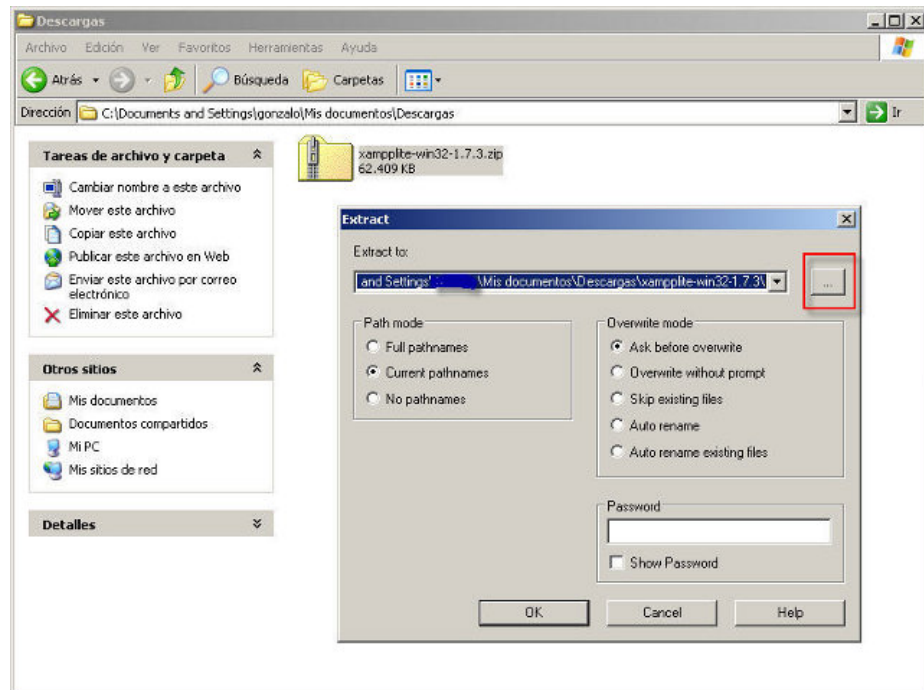 Descargas
Archivo Edición Ver Favoritos Herramientas Ayuda
Atrás Búsqueda Carpetas
Dirección C:\Documents and Settings\gonzalo\Mis documentos\Descargas Ir
Tareas de archivo y carpeta
Cambiar nombre a este archivo
Mover este archivo
Copiar este archivo
Publicar este archivo en Web
Enviar este archivo por correo
electrónico
Eliminar este archivo
Otros sitios
Mis documentos
Documentos compartidos
Mi PC
Mis sitios de red
Detalles
xampplite-win32-1.7.3.zip
62.409 KB
Extract
Extract to:
and Settings\ \Mis documentos\Descargas\xampplite-win32-1.7.3\
...
Path mode
Full pathnames
Current pathnames
No pathnames
Overwrite mode
Ask before overwrite
Overwrite without prompt
Skip existing files
Auto rename
Auto rename existing files
Password
Show Password
OK Cancel Help